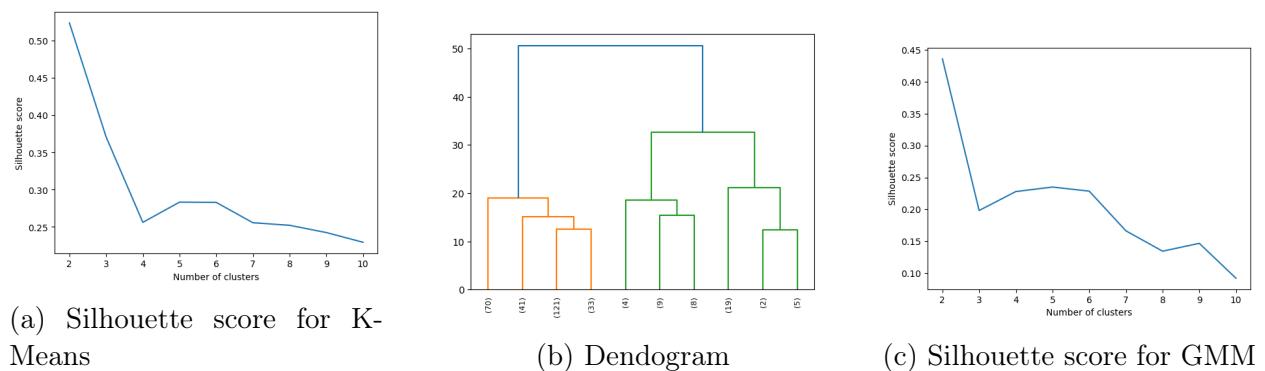 0.50
0.45
0.40
0.35
0.30
0.25
Silhouette score
2 3 4 5 6 7 8 9 10
Number of clusters
(a) Silhouette score for K-
Means
50
40
30
20
10
0
(70) (41) (121) (33) (4) (9) (8) (19) (2) (5)
(b) Dendogram
0.45
0.40
0.35
0.30
0.25
0.20
0.15
0.10
Silhouette score
2 3 4 5 6 7 8 9 10
Number of clusters
(c) Silhouette score for GMM